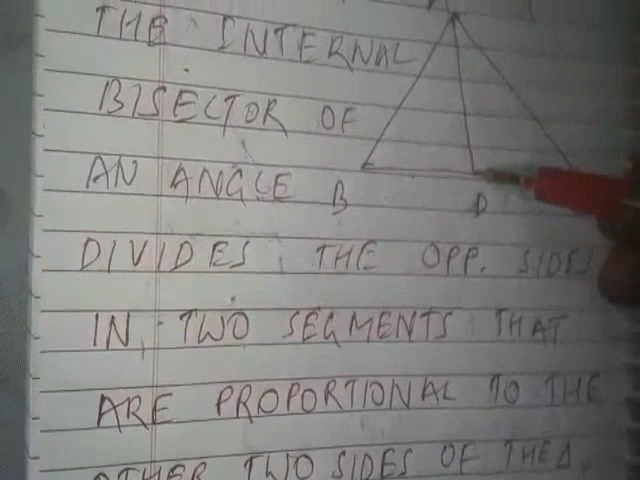 THE INTERNAL
BISECTOR OF
AN ANGLE
B D
DIVIDES THE OPP. SIDES
IN TWO SEGMENTS THAT
ARE PROPORTIONAL TO THE
OTHER TWO SIDES OF THE Δ